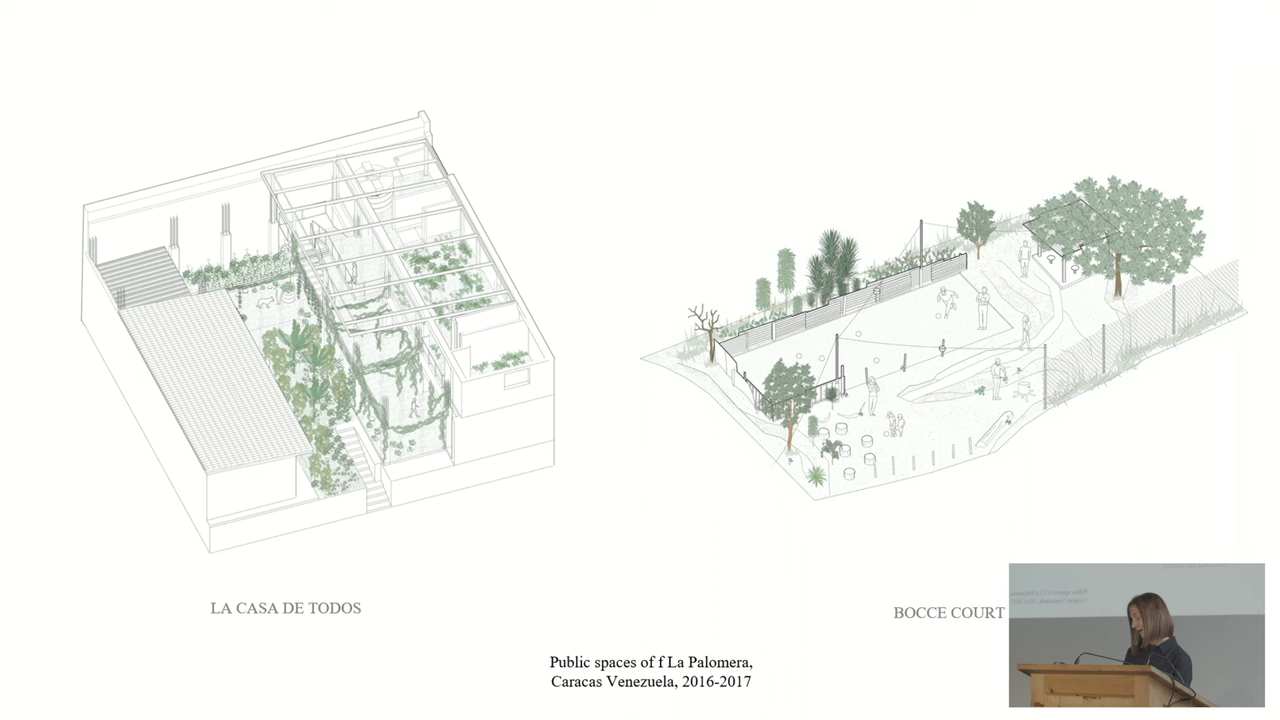 LA CASA DE TODOS
BOCCE COURT
Public spaces of f La Palomera,
Caracas Venezuela, 2016-2017